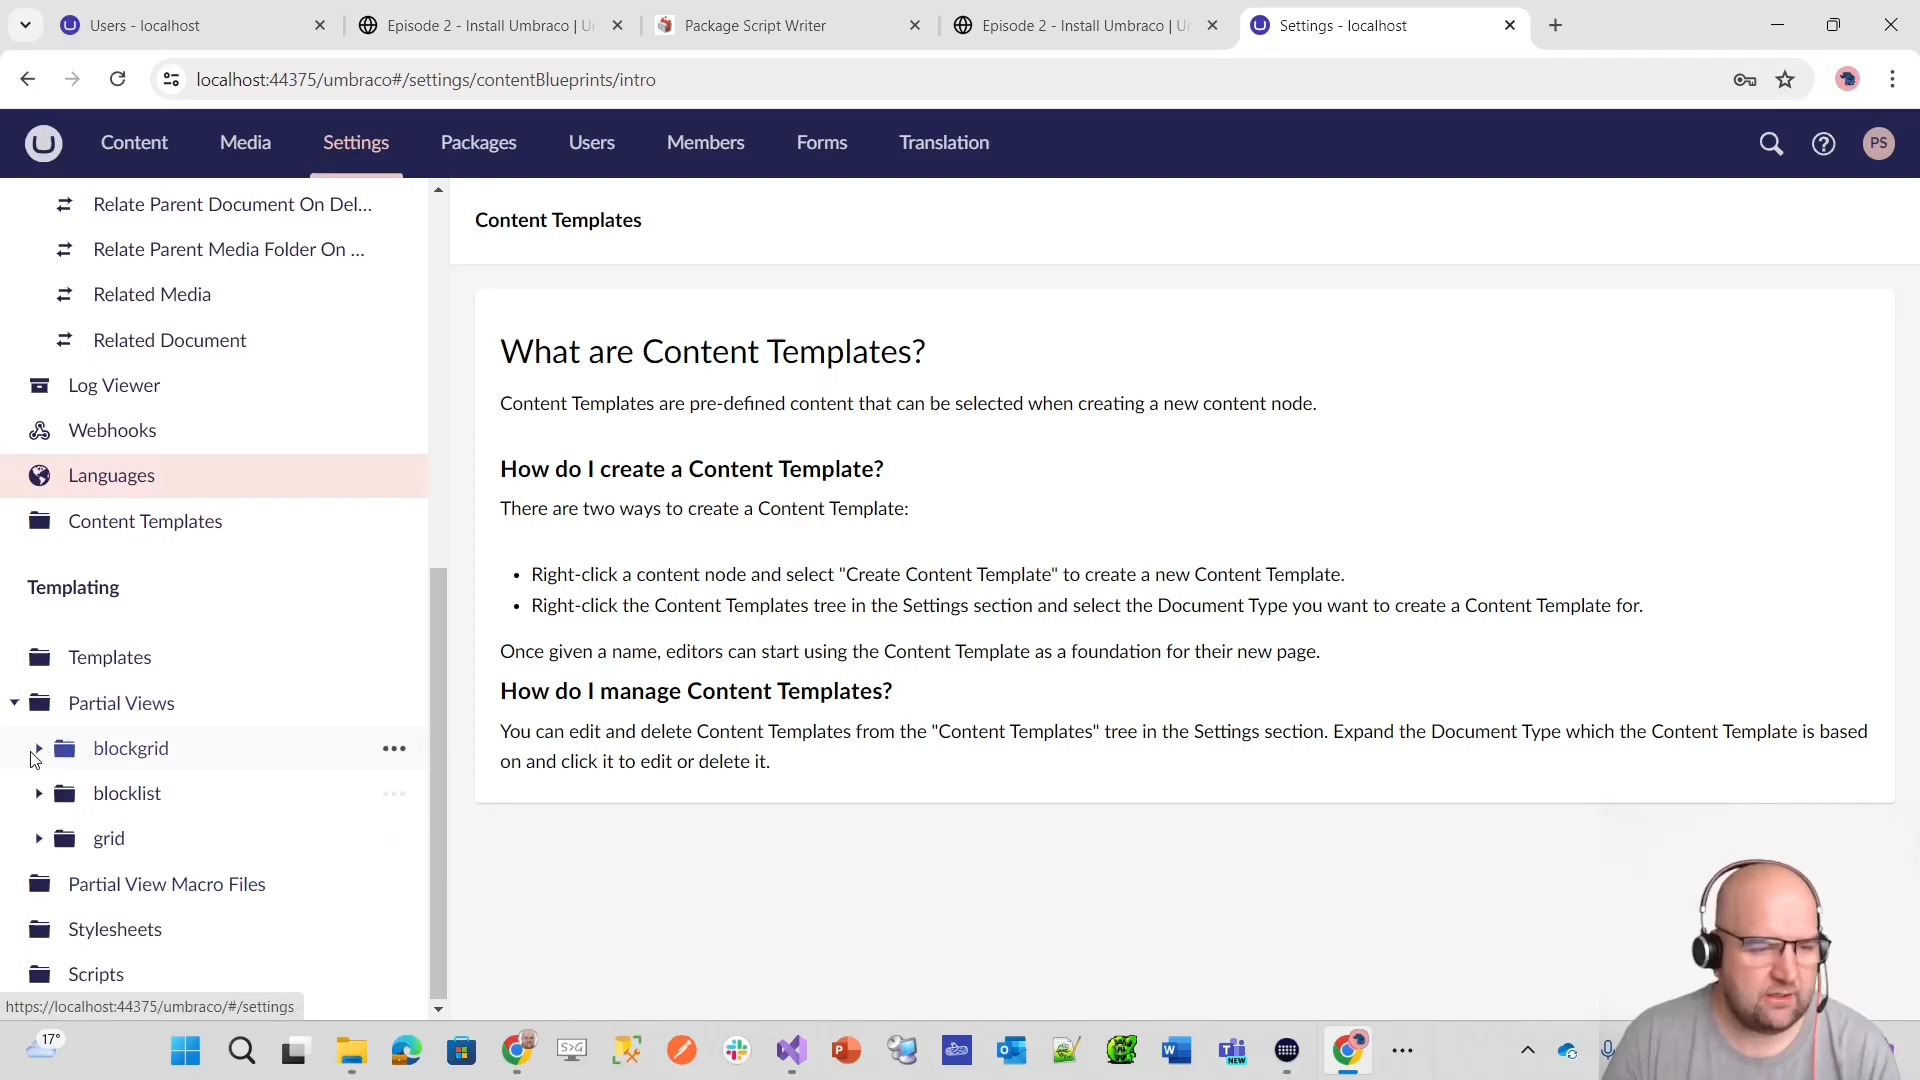 Users - localhost
Episode 2 - Install Umbraco | U
Package Script Writer
Episode 2 - Install Umbraco | Ur
Settings - localhost
localhost:44375/umbraco#/settings/contentBlueprints/intro
Content
Media
Settings
Packages
Users
Members
Forms
Translation
PS
Relate Parent Document On Del...
Relate Parent Media Folder On ...
Related Media
Related Document
Log Viewer
Webhooks
Languages
Content Templates
Templating
Templates
Partial Views
blockgrid
blocklist
grid
Partial View Macro Files
Stylesheets
Scripts
https://localhost:44375/umbraco/#/settings
Content Templates
What are Content Templates?
Content Templates are pre-defined content that can be selected when creating a new content node.
How do I create a Content Template?
There are two ways to create a Content Template:
Right-click a content node and select "Create Content Template" to create a new Content Template.
Right-click the Content Templates tree in the Settings section and select the Document Type you want to create a Content Template for.
Once given a name, editors can start using the Content Template as a foundation for their new page.
How do I manage Content Templates?
You can edit and delete Content Templates from the "Content Templates" tree in the Settings section. Expand the Document Type which the Content Template is based
on and click it to edit or delete it.
17°
S>G
NEW